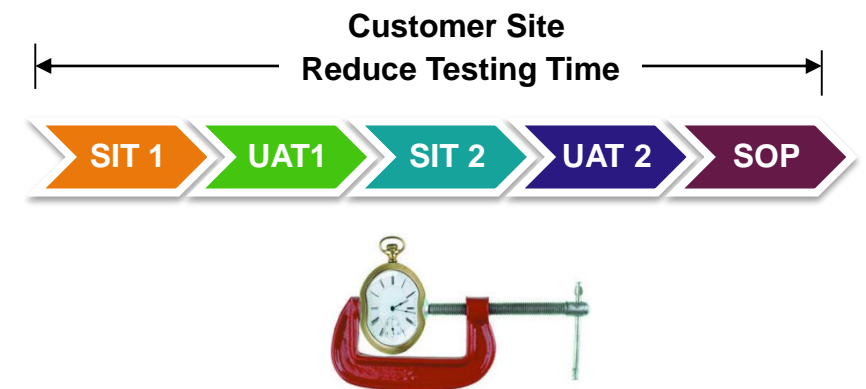 Customer Site
Reduce Testing Time
SIT 1
UAT1
SIT 2
UAT 2
SOP